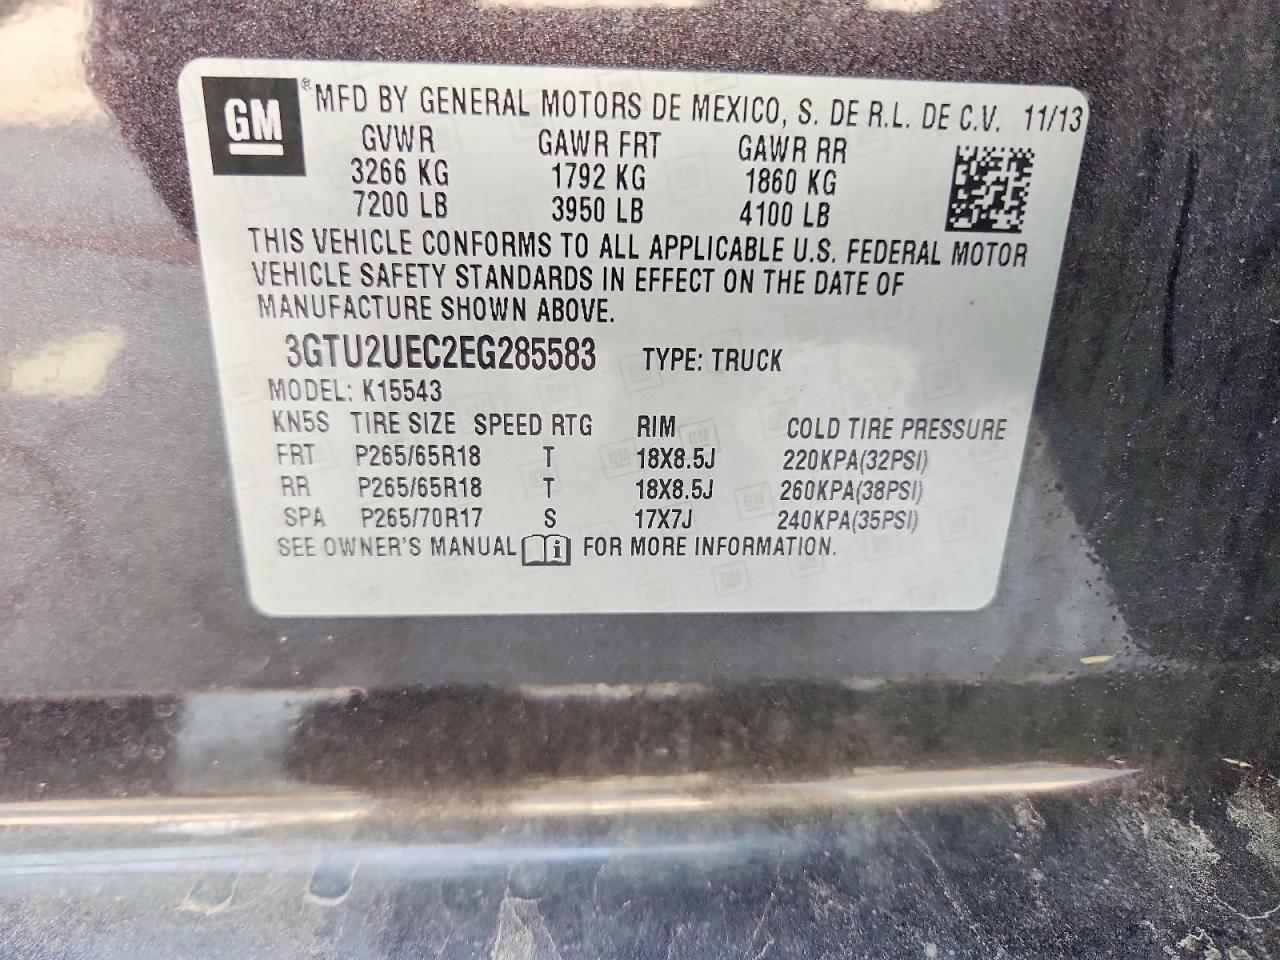 GM ® MFD BY GENERAL MOTORS DE MEXICO, S. DE R.L. DE C.V. 11/13
GVWR GAWR FRT GAWR RR
3266 KG 1792 KG 1860 KG
7200 LB 3950 LB 4100 LB
THIS VEHICLE CONFORMS TO ALL APPLICABLE U.S. FEDERAL MOTOR
VEHICLE SAFETY STANDARDS IN EFFECT ON THE DATE OF
MANUFACTURE SHOWN ABOVE.
3GTU2UEC2EG285583 TYPE: TRUCK
MODEL: K15543
KN5S TIRE SIZE SPEED RTG RIM COLD TIRE PRESSURE
FRT P265/65R18 T 18X8.5J 220KPA(32PSI)
RR P265/65R18 T 18X8.5J 260KPA(38PSI)
SPA P265/70R17 S 17X7J 240KPA(35PSI)
SEE OWNER'S MANUAL i FOR MORE INFORMATION.